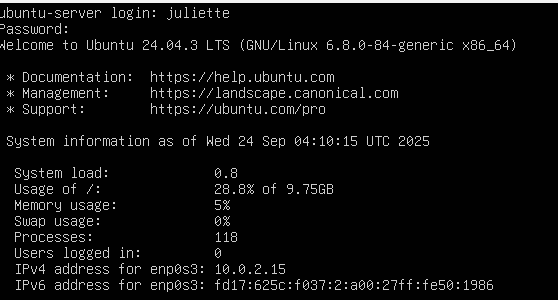 ubuntu-server login: juliette
Password:
Welcome to Ubuntu 24.04.3 LTS (GNU/Linux 6.8.0-84-generic x86_64)
* Documentation: https://help.ubuntu.com
* Management: https://landscape.canonical.com
* Support: https://ubuntu.com/pro
System information as of Wed 24 Sep 04:10:15 UTC 2025
System load: 0.8
Usage of /: 28.8% of 9.75GB
Memory usage: 5%
Swap usage: 0%
Processes: 118
Users logged in: 0
IPv4 address for enp0s3: 10.0.2.15
IPv6 address for enp0s3: fd17:625c:f037:2:a00:27ff:fe50:1986